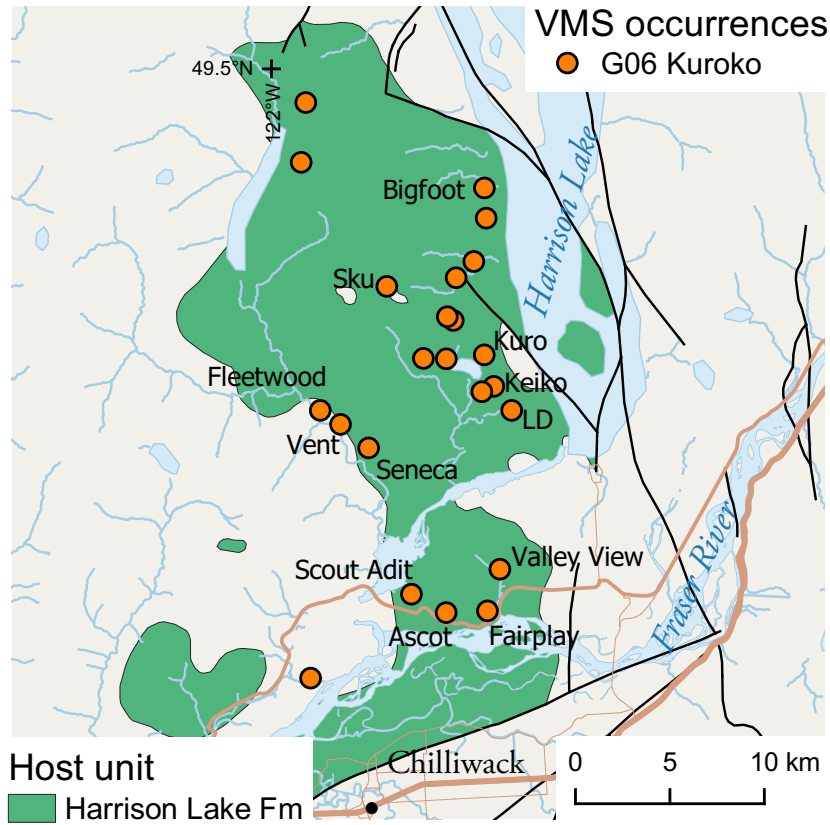 VMS occurrences
G06 Kuroko
49.5°N
122°W
Harrison Lake
Bigfoot
Sku
Kuro
Fleetwood
Keiko
LD
Vent
Seneca
Valley View
Scout Adit
Fraser River
Ascot
Fairplay
Host unit
Harrison Lake Fm
Chilliwack
0 5 10 km